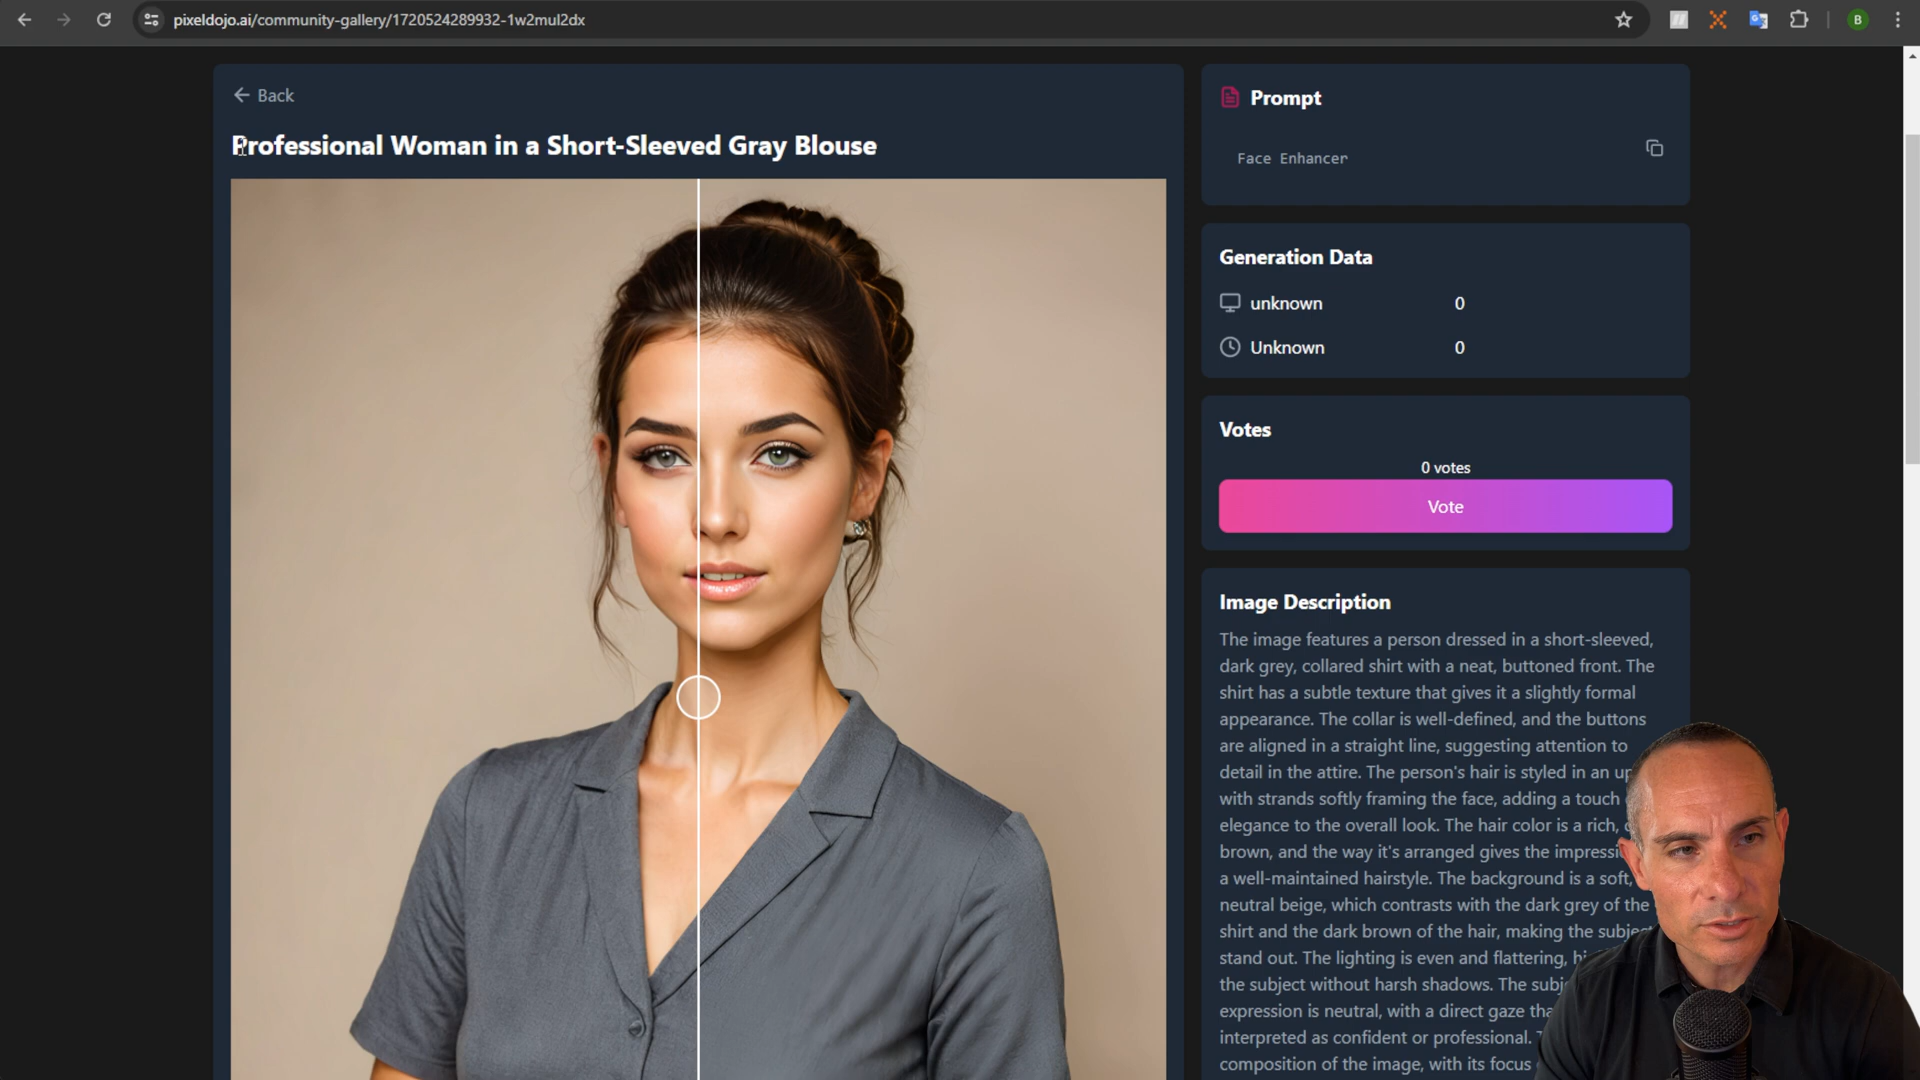 pixeldojo.ai/community-gallery/1720524289932-1w2mul2dx
B
Back
Professional Woman in a Short-Sleeved Gray Blouse
Prompt
Face Enhancer
Generation Data
unknown 0
Unknown 0
Votes
0 votes
Vote
Image Description
The image features a person dressed in a short-sleeved,
dark grey, collared shirt with a neat, buttoned front. The
shirt has a subtle texture that gives it a slightly formal
appearance. The collar is well-defined, and the buttons
are aligned in a straight line, suggesting attention to
detail in the attire. The person's hair is styled in an
with strands softly framing the face, adding a touch
elegance to the overall look. The hair color is a rich,
brown, and the way it's arranged gives the
a well-maintained hairstyle. The background is a soft,
neutral beige, which contrasts with the dark grey of the
shirt and the dark brown of the hair, making the
stand out. The lighting is even and flattering,
the subject without harsh shadows. The
expression is neutral, with a direct gaze
interpreted as confident or professional.
composition of the image, with its focus